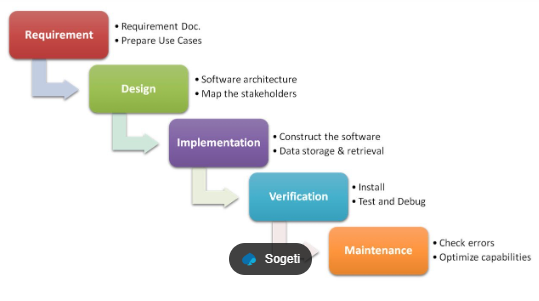 Requirement
• Requirement Doc.
• Prepare Use Cases
Design
• Software architecture
• Map the stakeholders
Implementation
• Construct the software
• Data storage & retrieval
Verification
• Install
• Test and Debug
Sogeti
Maintenance
• Check errors
• Optimize capabilities